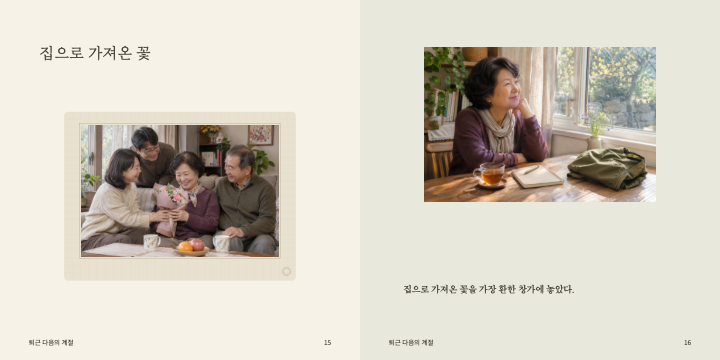 집으로 가져온 꽃
퇴근 다음의 계절
15
집으로 가져온 꽃을 가장 환한 창가에 놓았다.
퇴근 다음의 계절
16